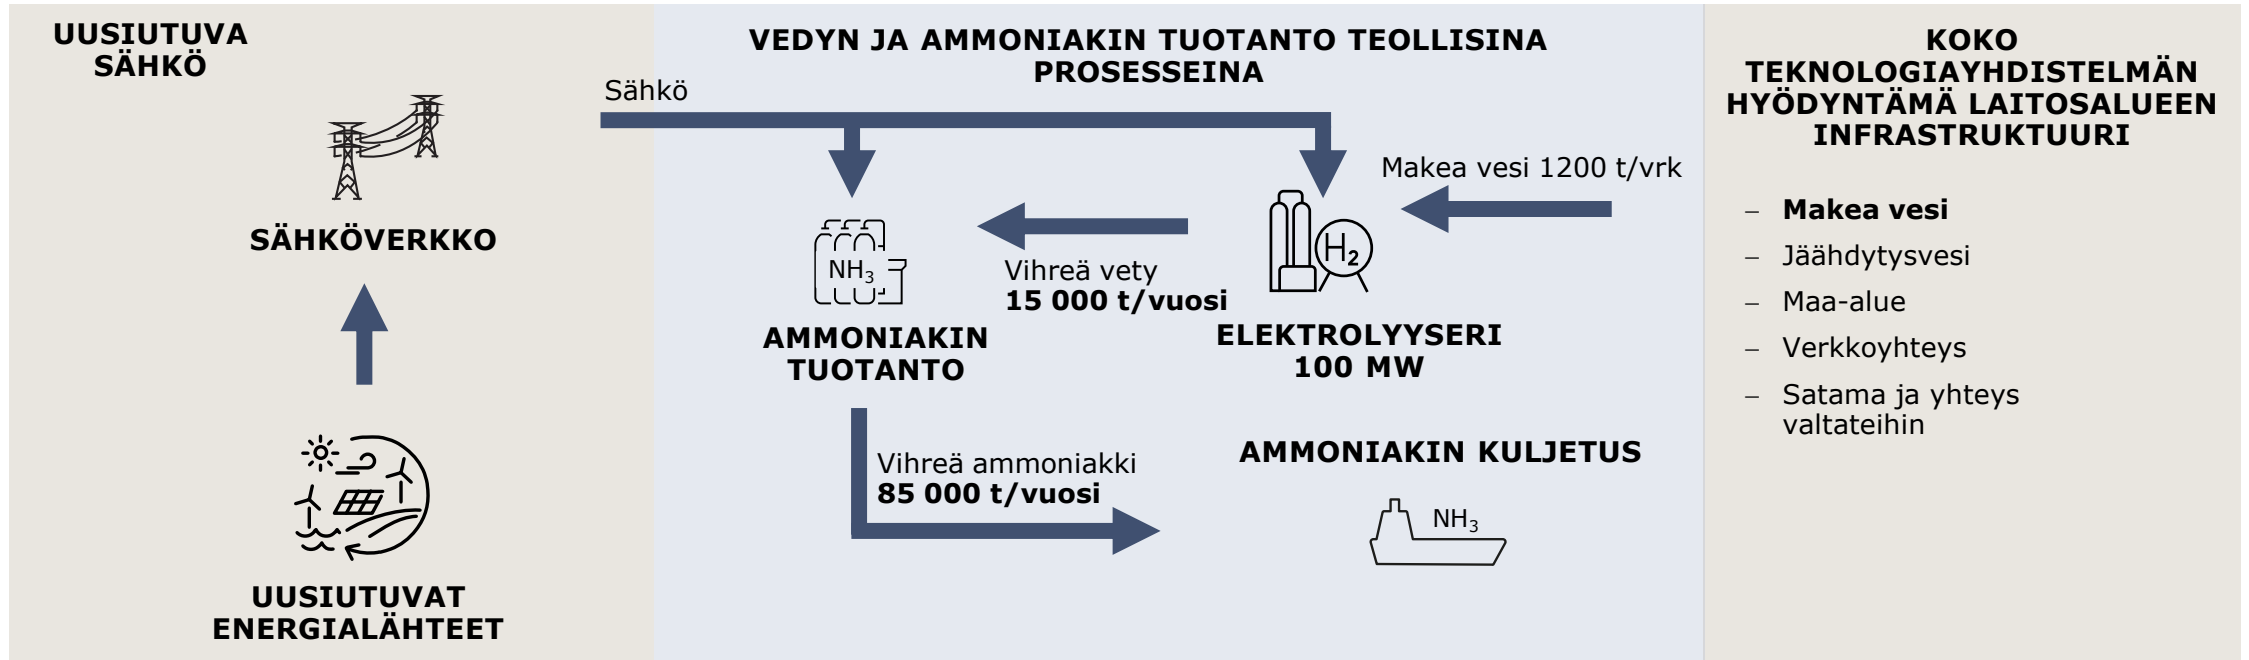 UUSIUTUVA
SÄHKÖ
SÄHKÖVERKKO
UUSIUTUVAT
ENERGIALÄHTEET
VEDYN JA AMMONIAKIN TUOTANTO TEOLLISINA
PROSESSEINA
Sähkö
Makea vesi 1200 t/vrk
NH₃
H₂
Vihreä vety
15 000 t/vuosi
AMMONIAKIN
TUOTANTO
ELEKTROLYYSERI
100 MW
Vihreä ammoniakki
85 000 t/vuosi
AMMONIAKIN KULJETUS
NH₃
KOKO
TEKNOLOGIAYHDISTELMÄN
HYÖDYNTÄMÄ LAITOSALUEEN
INFRASTRUKTUURI
– Makea vesi
– Jäähdytysvesi
– Maa-alue
– Verkkoyhteys
– Satama ja yhteys
valtateihin